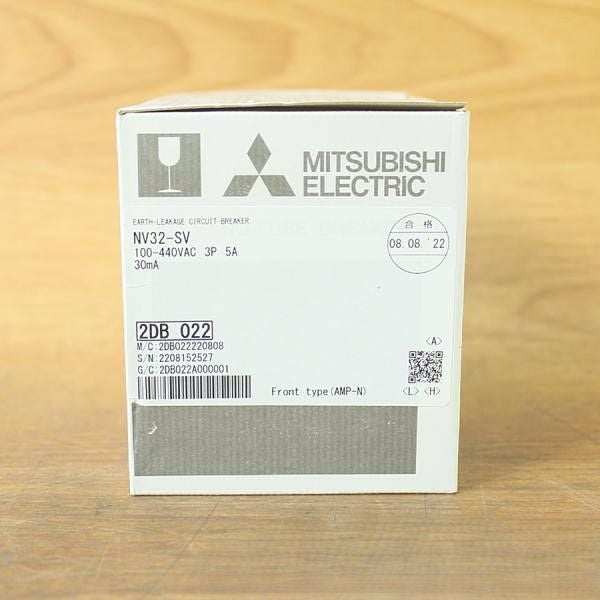 MITSUBISHI
ELECTRIC
EARTH-LEAKAGE CIRCUIT-BREAKER
NV32-SV
100-440VAC 3P 5A
30mA
合格
08.08.'22
2DB 022
M/C:2DB022220808
S/N:2208152527
G/C:2DB022A000001
Front type(AMP-N)
<A>
<L> <H>